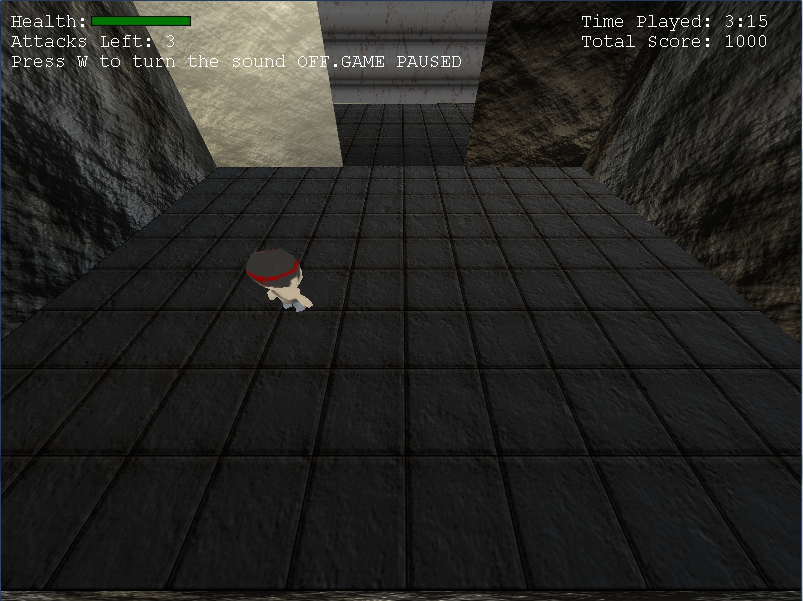 Health:
Time Played: 3:15
Attacks Left: 3
Total Score: 1000
Press W to turn the sound OFF.GAME PAUSED